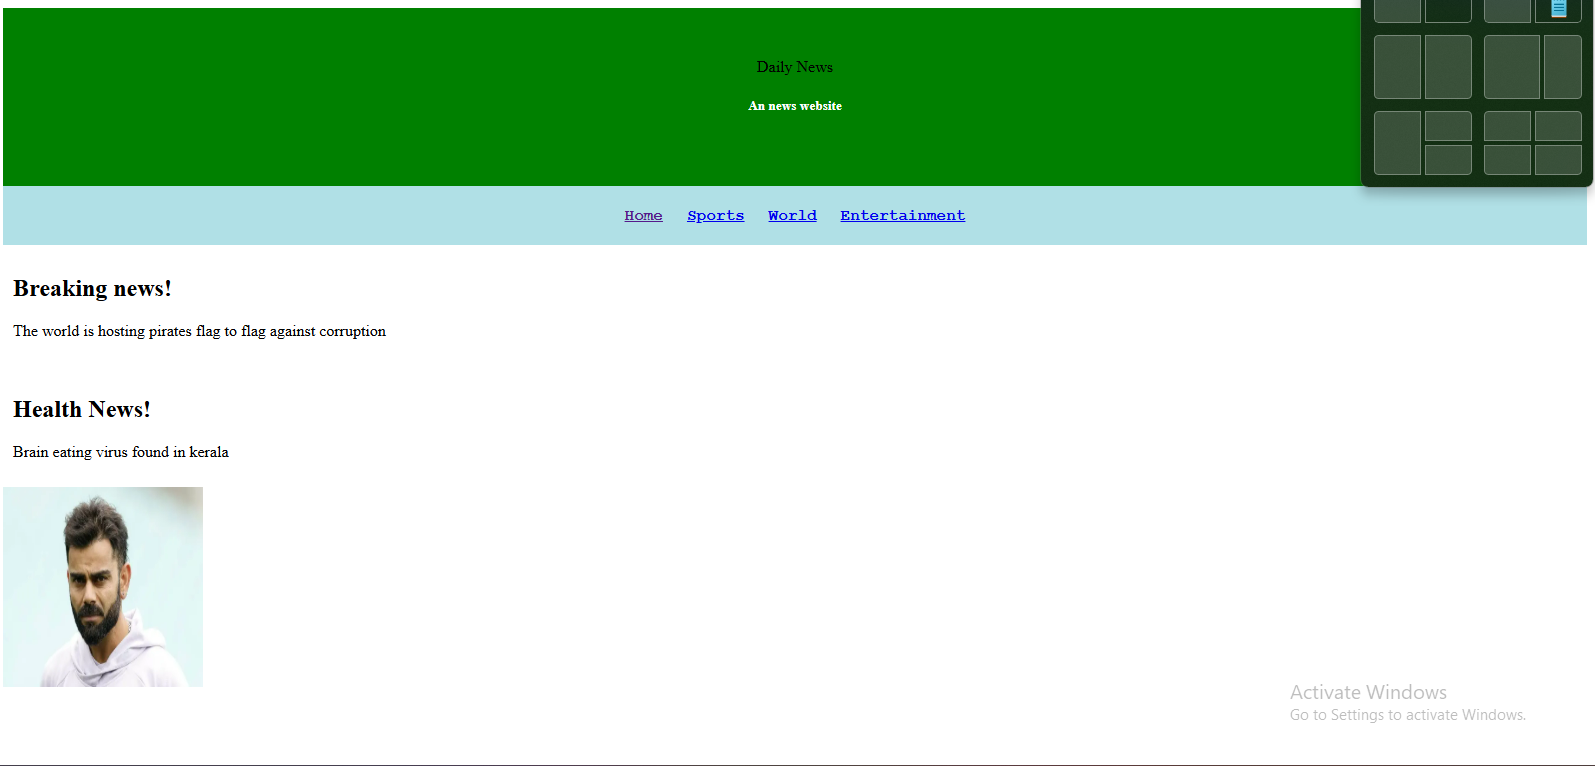 Daily News
An news website
Home Sports World Entertainment
Breaking news!
The world is hosting pirates flag to flag against corruption
Health News!
Brain eating virus found in kerala
Activate Windows
Go to Settings to activate Windows.